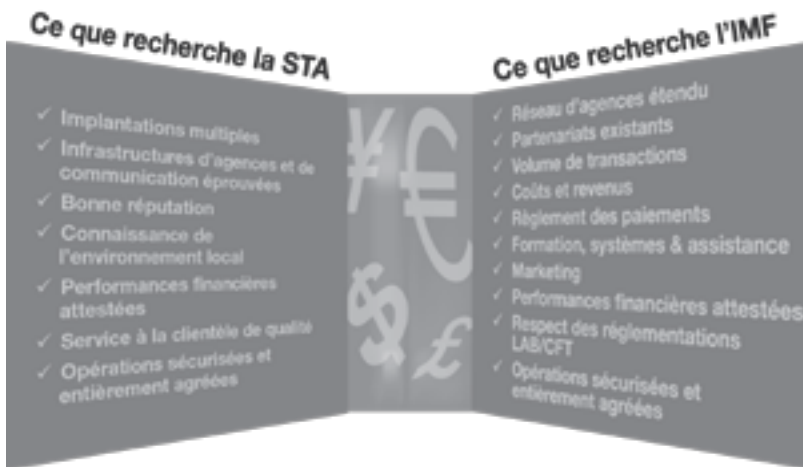 Ce que recherche la STA
✓ Implantations multiples
✓ Infrastructures d'agences et de
communication éprouvées
✓ Bonne réputation
✓ Connaissance de
l'environnement local
✓ Performances financières
attestées
✓ Service à la clientèle de qualité
✓ Opérations sécurisées et
entièrement agréées
¥ €
$ £
Ce que recherche l'IMF
✓ Réseau d'agences étendu
✓ Partenariats existants
✓ Volume de transactions
✓ Coûts et revenus
✓ Règlement des paiements
✓ Formation, systèmes & assistance
✓ Marketing
✓ Performances financières attestées
✓ Respect des réglementations
LAB/CFT
✓ Opérations sécurisées et
entièrement agréées